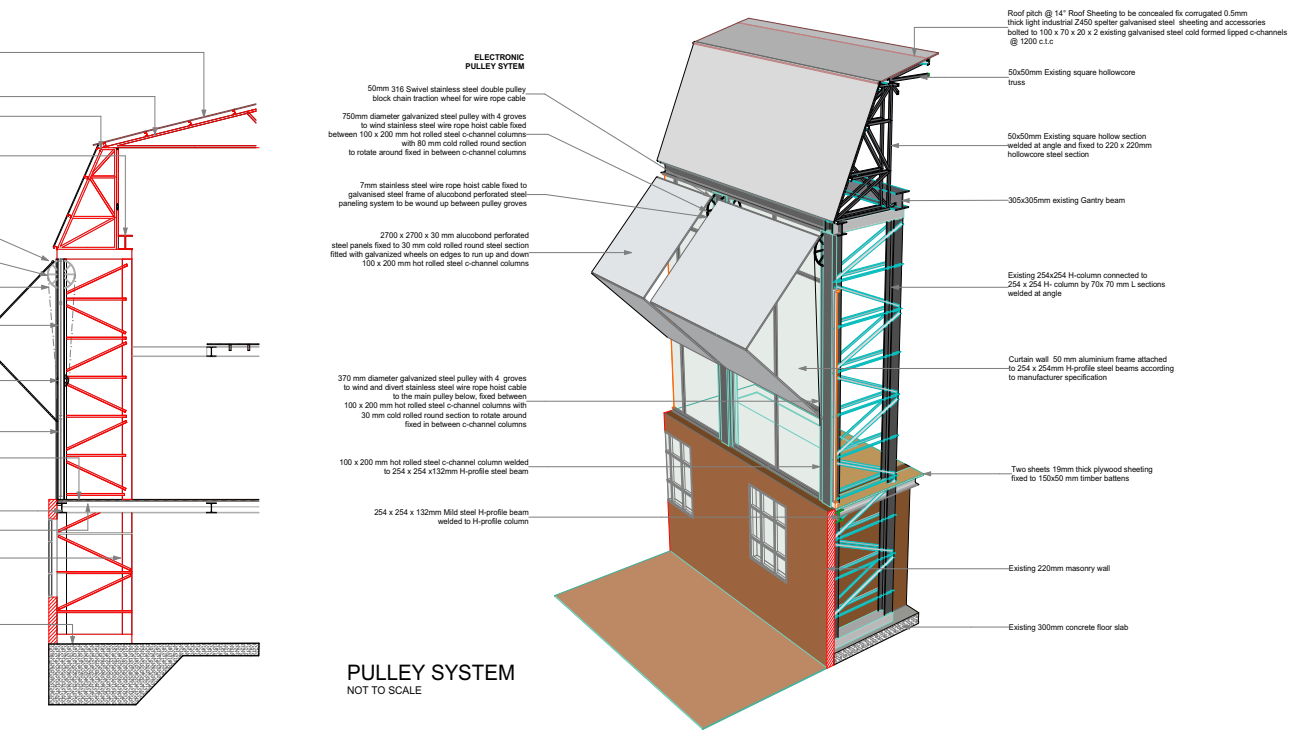 ELECTRONIC
PULLEY SYTEM
50mm 316 Swivel stainless steel double pulley
block chain traction wheel for wire rope cable
750mm diameter galvanized steel pulley with 4 groves
to wind stainless steel wire rope hoist cable fixed
between 100 x 200 mm hot rolled steel c-channel columns
with 80 mm cold rolled round section
to rotate around fixed in between c-channel columns
7mm stainless steel wire rope hoist cable fixed to
galvanised steel frame of alucobond perforated steel
paneling system to be wound up between pulley groves
2700 x 2700 x 30 mm alucobond perforated
steel panels fixed to 30 mm cold rolled round steel section
fitted with galvanized wheels on edges to run up and down
100 x 200 mm hot rolled steel c-channel columns
370 mm diameter galvanized steel pulley with 4 groves
to wind and divert stainless steel wire rope hoist cable
to the main pulley below, fixed between
100 x 200 mm hot rolled steel c-channel columns with
30 mm cold rolled round section to rotate around
fixed in between c-channel columns
100 x 200 mm hot rolled steel c-channel column welded
to 254 x 254 x132mm H-profile steel beam
254 x 254 x 132mm Mild steel H-profile beam
welded to H-profile column
PULLEY SYSTEM
NOT TO SCALE
Roof pitch @ 14° Roof Sheeting to be concealed fix corrugated 0.5mm
thick light industrial Z450 spelter galvanised steel sheeting and accessories
bolted to 100 x 70 x 20 x 2 existing galvanised steel cold formed lipped c-channels
@ 1200 c.t.c
50x50mm Existing square hollowcore
truss
50x50mm Existing square hollow section
welded at angle and fixed to 220 x 220mm
hollowcore steel section
305x305mm existing Gantry beam
Existing 254x254 H-column connected to
254 x 254 H- column by 70x 70 mm L sections
welded at angle
Curtain wall 50 mm aluminium frame attached
to 254 x 254mm H-profile steel beams according
to manufacturer specification
Two sheets 19mm thick plywood sheeting
fixed to 150x50 mm timber battens
Existing 220mm masonry wall
Existing 300mm concrete floor slab